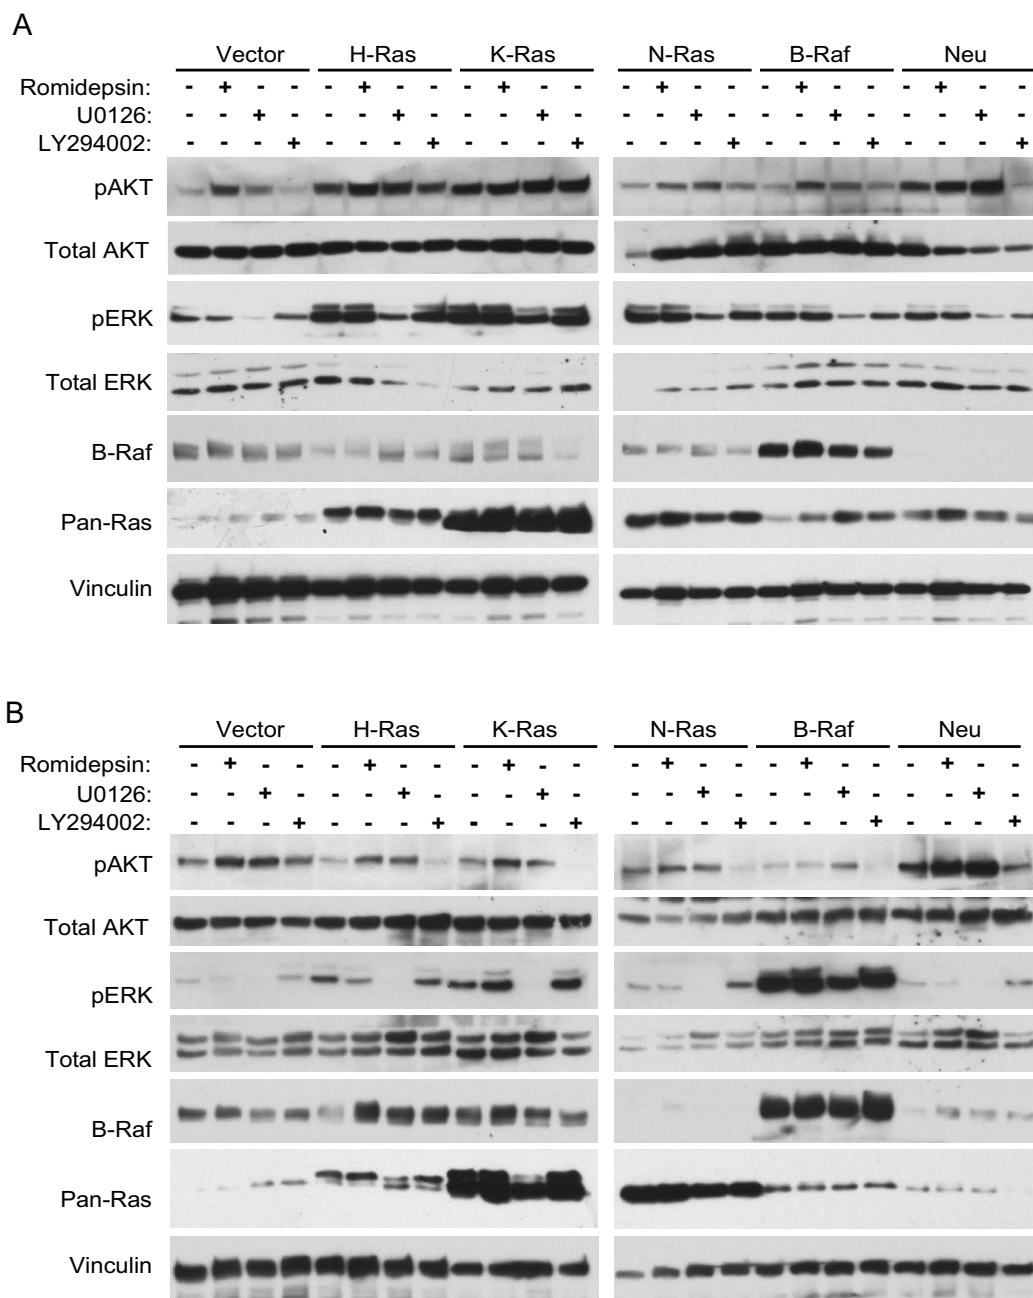 A
Vector H-Ras K-Ras N-Ras B-Raf Neu
Romidepsin: - + - - - + - - - + - - - + - - - + - - - + - -
U0126: - - + - - - + - - - + - - - + - - - + - - - + -
LY294002: - - - + - - - + - - - + - - - + - - - + - - - +
pAKT
Total AKT
pERK
Total ERK
B-Raf
Pan-Ras
Vinculin
B
Vector H-Ras K-Ras N-Ras B-Raf Neu
Romidepsin: - + - - - + - - - + - - - + - - - + - - - + - -
U0126: - - + - - - + - - - + - - - + - - - + - - - + -
LY294002: - - - + - - - + - - - + - - - + - - - + - - - +
pAKT
Total AKT
pERK
Total ERK
B-Raf
Pan-Ras
Vinculin